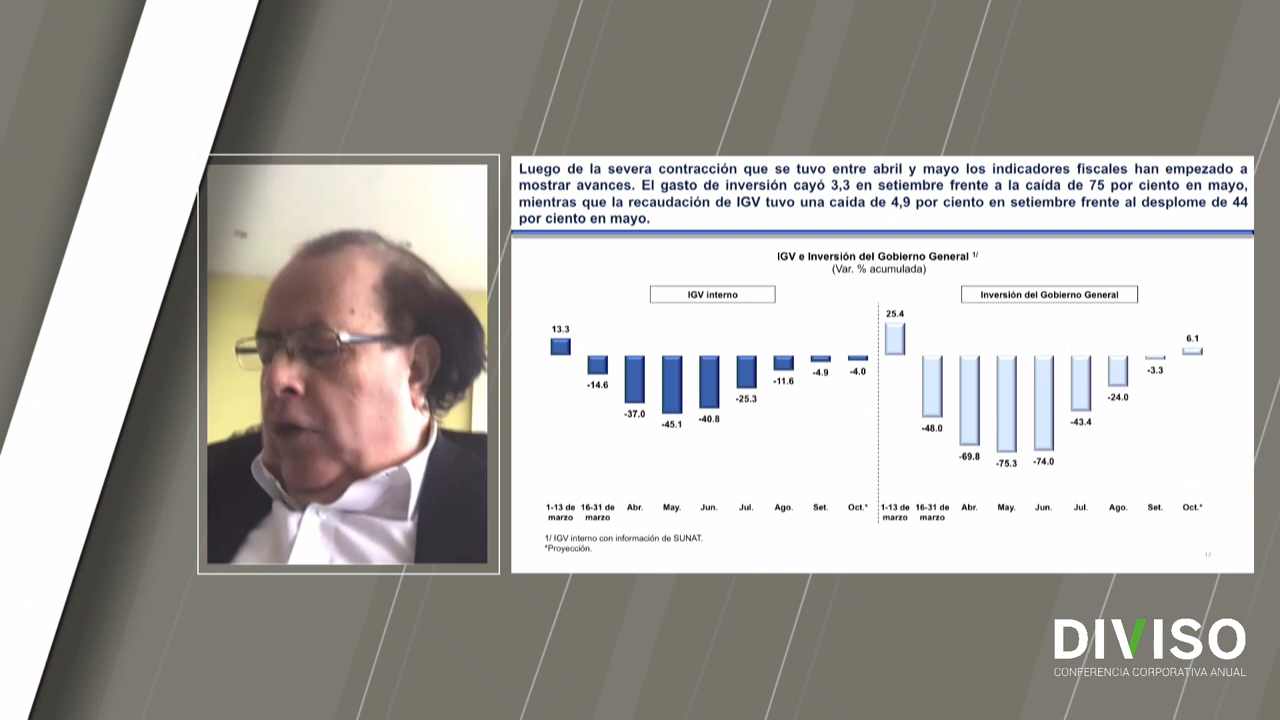 Luego de la severa contracción que se tuvo entre abril y mayo los indicadores fiscales han empezado a
mostrar avances. El gasto de inversión cayó 3,3 en setiembre frente a la caída de 75 por ciento en mayo,
mientras que la recaudación de IGV tuvo una caída de 4,9 por ciento en setiembre frente al desplome de 44
por ciento en mayo.
IGV e Inversión del Gobierno General 1/
(Var. % acumulada)
IGV interno
13.3
-14.6
-37.0
-45.1
-40.8
-25.3
-11.6
-4.9
-4.0
1-13 de marzo
16-31 de marzo
Abr.
May.
Jun.
Jul.
Ago.
Set.
Oct.*
Inversión del Gobierno General
25.4
-48.0
-69.8
-75.3
-74.0
-43.4
-24.0
-3.3
6.1
1-13 de marzo
16-31 de marzo
Abr.
May.
Jun.
Jul.
Ago.
Set.
Oct.*
1/ IGV interno con información de SUNAT.
*Proyección.
DIVISO
CONFERENCIA CORPORATIVA ANUAL